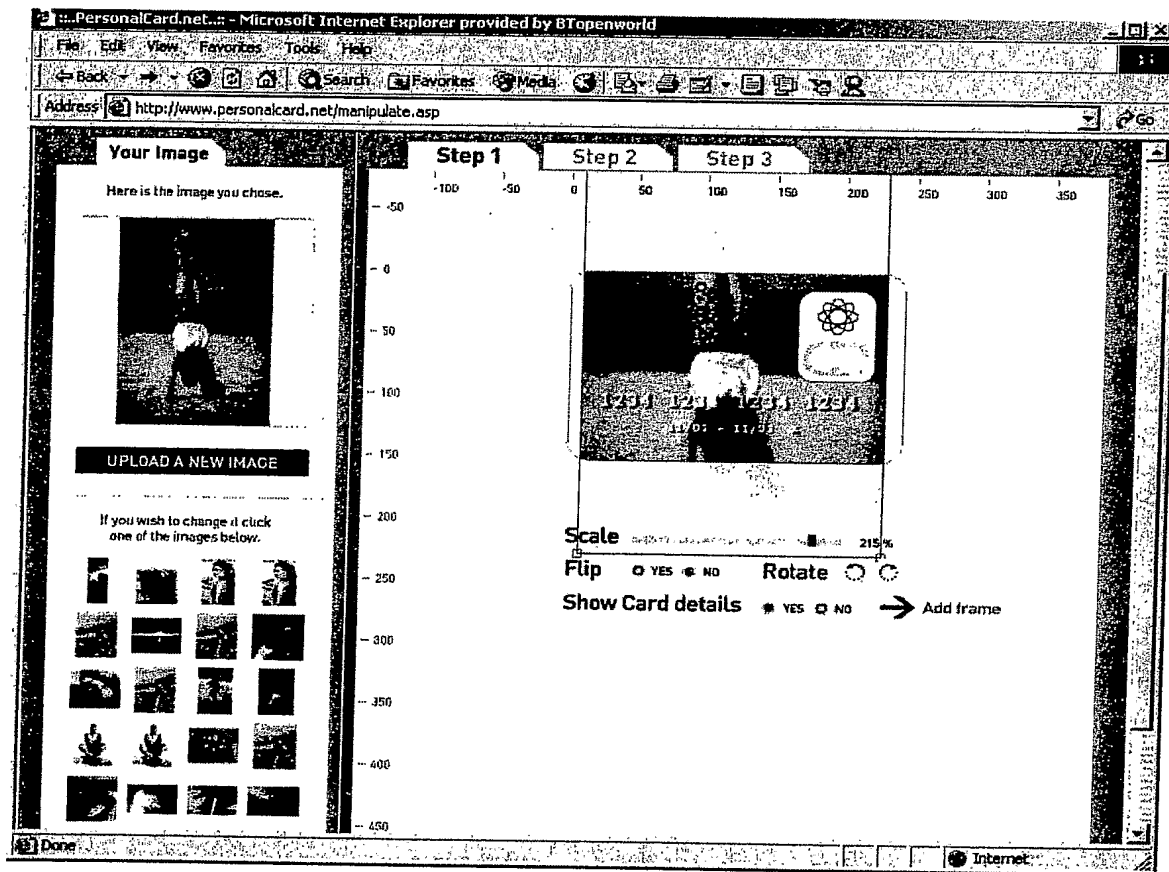 ::..PersonalCard.net..:: - Microsoft Internet Explorer provided by BTopenworld
File Edit View Favorites Tools Help
Back Search Favorites Media
Address http://www.personalcard.net/manipulate.asp Go
Your Image
Here is the image you chose.
UPLOAD A NEW IMAGE
If you wish to change it click
one of the images below.
Step 1 Step 2 Step 3
-100 -50 0 50 100 150 200 250 300 350
-50
0
50
100
150
200
250
300
350
400
450
1234 1234 1234 1234
Scale 215 %
Flip YES NO Rotate
Show Card details YES NO Add frame
Done Internet